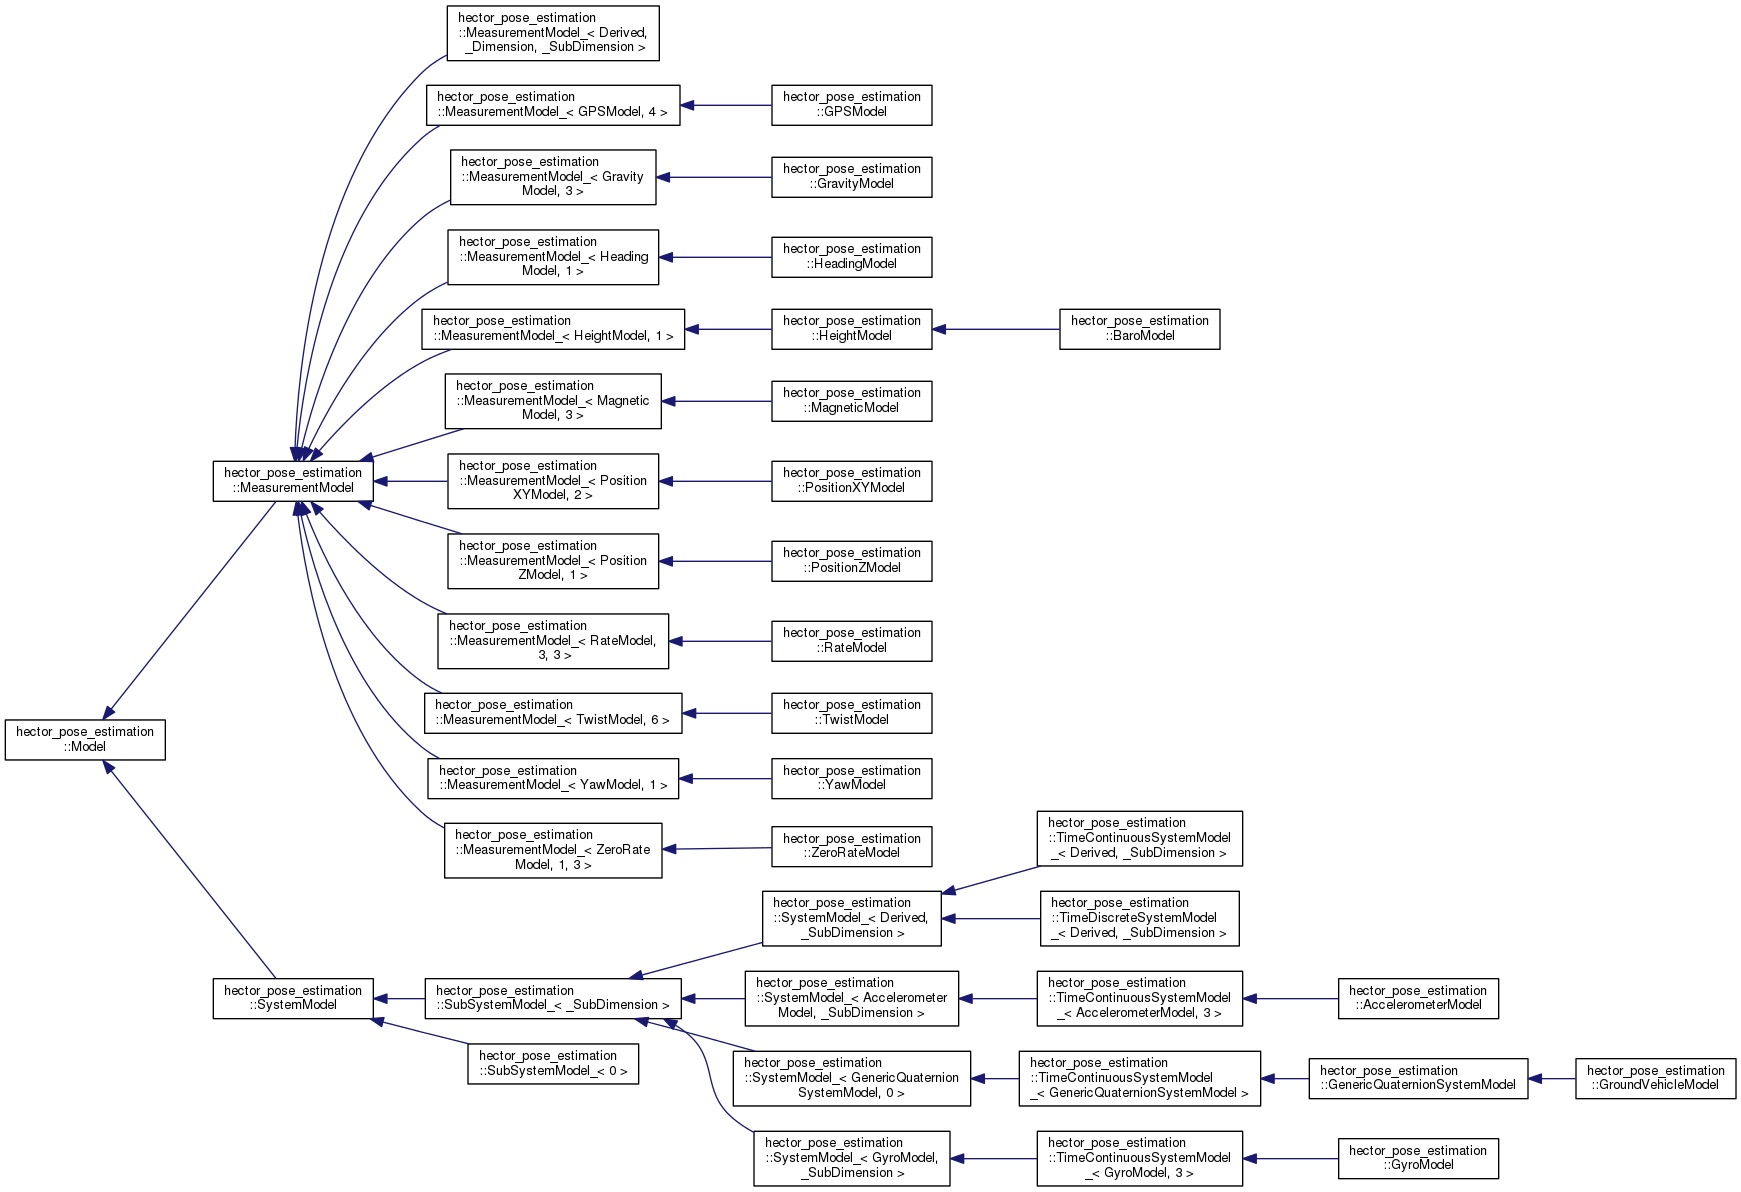 hector_pose_estimation
::MeasurementModel_< Derived,
_Dimension, _SubDimension >
hector_pose_estimation
::MeasurementModel_< GPSModel, 4 >
hector_pose_estimation
::GPSModel
hector_pose_estimation
::MeasurementModel_< Gravity
Model, 3 >
hector_pose_estimation
::GravityModel
hector_pose_estimation
::MeasurementModel_< Heading
Model, 1 >
hector_pose_estimation
::HeadingModel
hector_pose_estimation
::MeasurementModel_< HeightModel, 1 >
hector_pose_estimation
::HeightModel
hector_pose_estimation
::BaroModel
hector_pose_estimation
::MeasurementModel_< Magnetic
Model, 3 >
hector_pose_estimation
::MagneticModel
hector_pose_estimation
::MeasurementModel
hector_pose_estimation
::MeasurementModel_< Position
XYModel, 2 >
hector_pose_estimation
::PositionXYModel
hector_pose_estimation
::MeasurementModel_< Position
ZModel, 1 >
hector_pose_estimation
::PositionZModel
hector_pose_estimation
::MeasurementModel_< RateModel,
3, 3 >
hector_pose_estimation
::RateModel
hector_pose_estimation
::MeasurementModel_< TwistModel, 6 >
hector_pose_estimation
::TwistModel
hector_pose_estimation
::Model
hector_pose_estimation
::MeasurementModel_< YawModel, 1 >
hector_pose_estimation
::YawModel
hector_pose_estimation
::MeasurementModel_< ZeroRate
Model, 1, 3 >
hector_pose_estimation
::ZeroRateModel
hector_pose_estimation
::TimeContinuousSystemModel
_< Derived, _SubDimension >
hector_pose_estimation
::SystemModel_< Derived,
_SubDimension >
hector_pose_estimation
::TimeDiscreteSystemModel
_< Derived, _SubDimension >
hector_pose_estimation
::SystemModel
hector_pose_estimation
::SubSystemModel_< _SubDimension >
hector_pose_estimation
::SystemModel_< Accelerometer
Model, _SubDimension >
hector_pose_estimation
::TimeContinuousSystemModel
_< AccelerometerModel, 3 >
hector_pose_estimation
::AccelerometerModel
hector_pose_estimation
::SubSystemModel_< 0 >
hector_pose_estimation
::SystemModel_< GenericQuaternion
SystemModel, 0 >
hector_pose_estimation
::TimeContinuousSystemModel
_< GenericQuaternionSystemModel >
hector_pose_estimation
::GenericQuaternionSystemModel
hector_pose_estimation
::GroundVehicleModel
hector_pose_estimation
::SystemModel_< GyroModel,
_SubDimension >
hector_pose_estimation
::TimeContinuousSystemModel
_< GyroModel, 3 >
hector_pose_estimation
::GyroModel